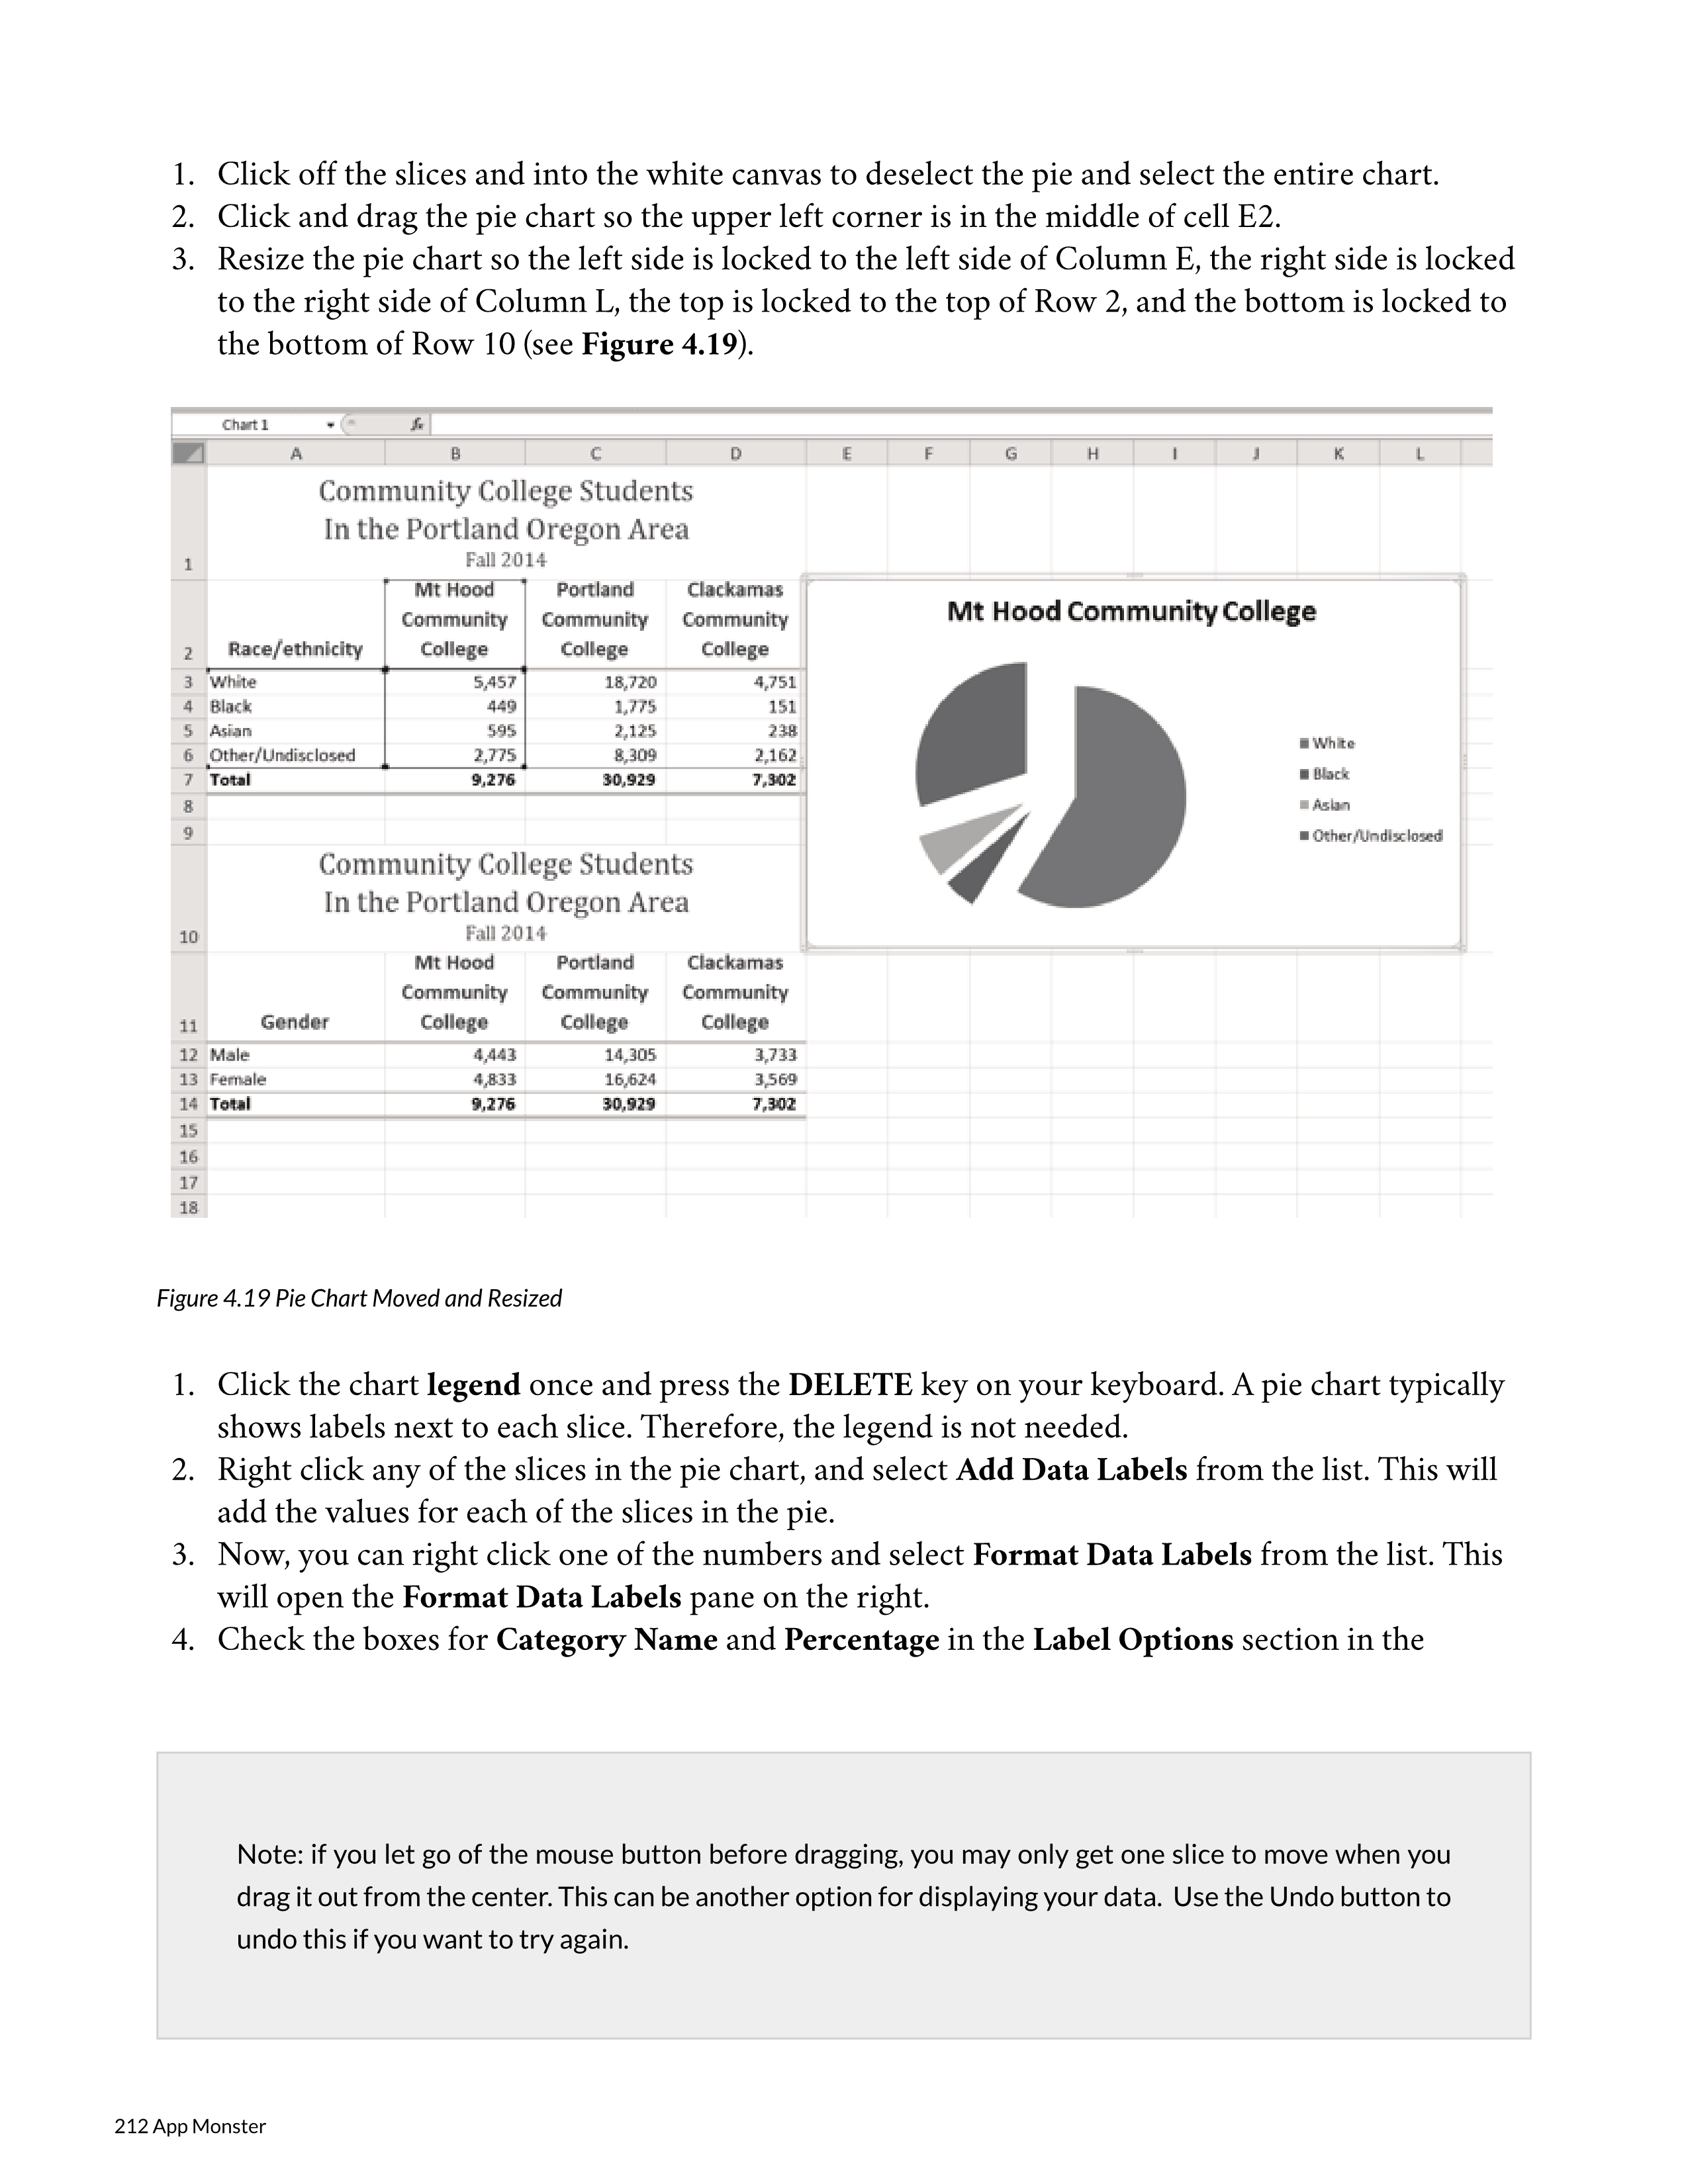 1. Click off the slices and into the white canvas to deselect the pie and select the entire chart.
2. Click and drag the pie chart so the upper left corner is in the middle of cell E2.
3. Resize the pie chart so the left side is locked to the left side of Column E, the right side is locked
to the right side of Column L, the top is locked to the top of Row 2, and the bottom is locked to
the bottom of Row 10 (see Figure 4.19).
Chart 1 fx
A B C D E F G H I J K L
Community College Students
In the Portland Oregon Area
1 Fall 2014
Mt Hood Portland Clackamas
Community Community Community
2 Race/ethnicity College College College
3 White 5,457 18,720 4,751
4 Black 449 1,775 151
5 Asian 595 2,125 238
6 Other/Undisclosed 2,775 8,309 2,162
7 Total 9,276 30,929 7,302
8
9
Mt Hood Community College
White
Black
Asian
Other/Undisclosed
Community College Students
In the Portland Oregon Area
10 Fall 2014
Mt Hood Portland Clackamas
Community Community Community
11 Gender College College College
12 Male 4,443 14,305 3,733
13 Female 4,833 16,624 3,569
14 Total 9,276 30,929 7,302
15
16
17
18
Figure 4.19 Pie Chart Moved and Resized
1. Click the chart legend once and press the DELETE key on your keyboard. A pie chart typically
shows labels next to each slice. Therefore, the legend is not needed.
2. Right click any of the slices in the pie chart, and select Add Data Labels from the list. This will
add the values for each of the slices in the pie.
3. Now, you can right click one of the numbers and select Format Data Labels from the list. This
will open the Format Data Labels pane on the right.
4. Check the boxes for Category Name and Percentage in the Label Options section in the
Note: if you let go of the mouse button before dragging, you may only get one slice to move when you
drag it out from the center. This can be another option for displaying your data. Use the Undo button to
undo this if you want to try again.
212 App Monster